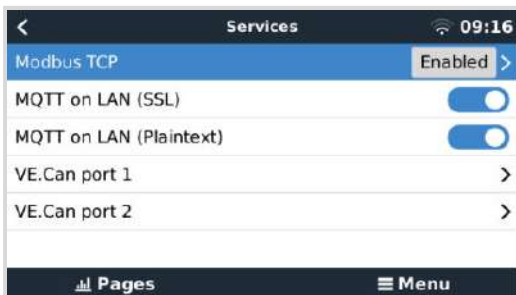 Services 09:16
Modbus TCP Enabled
MQTT on LAN (SSL)
MQTT on LAN (Plaintext)
VE.Can port 1
VE.Can port 2
Pages Menu